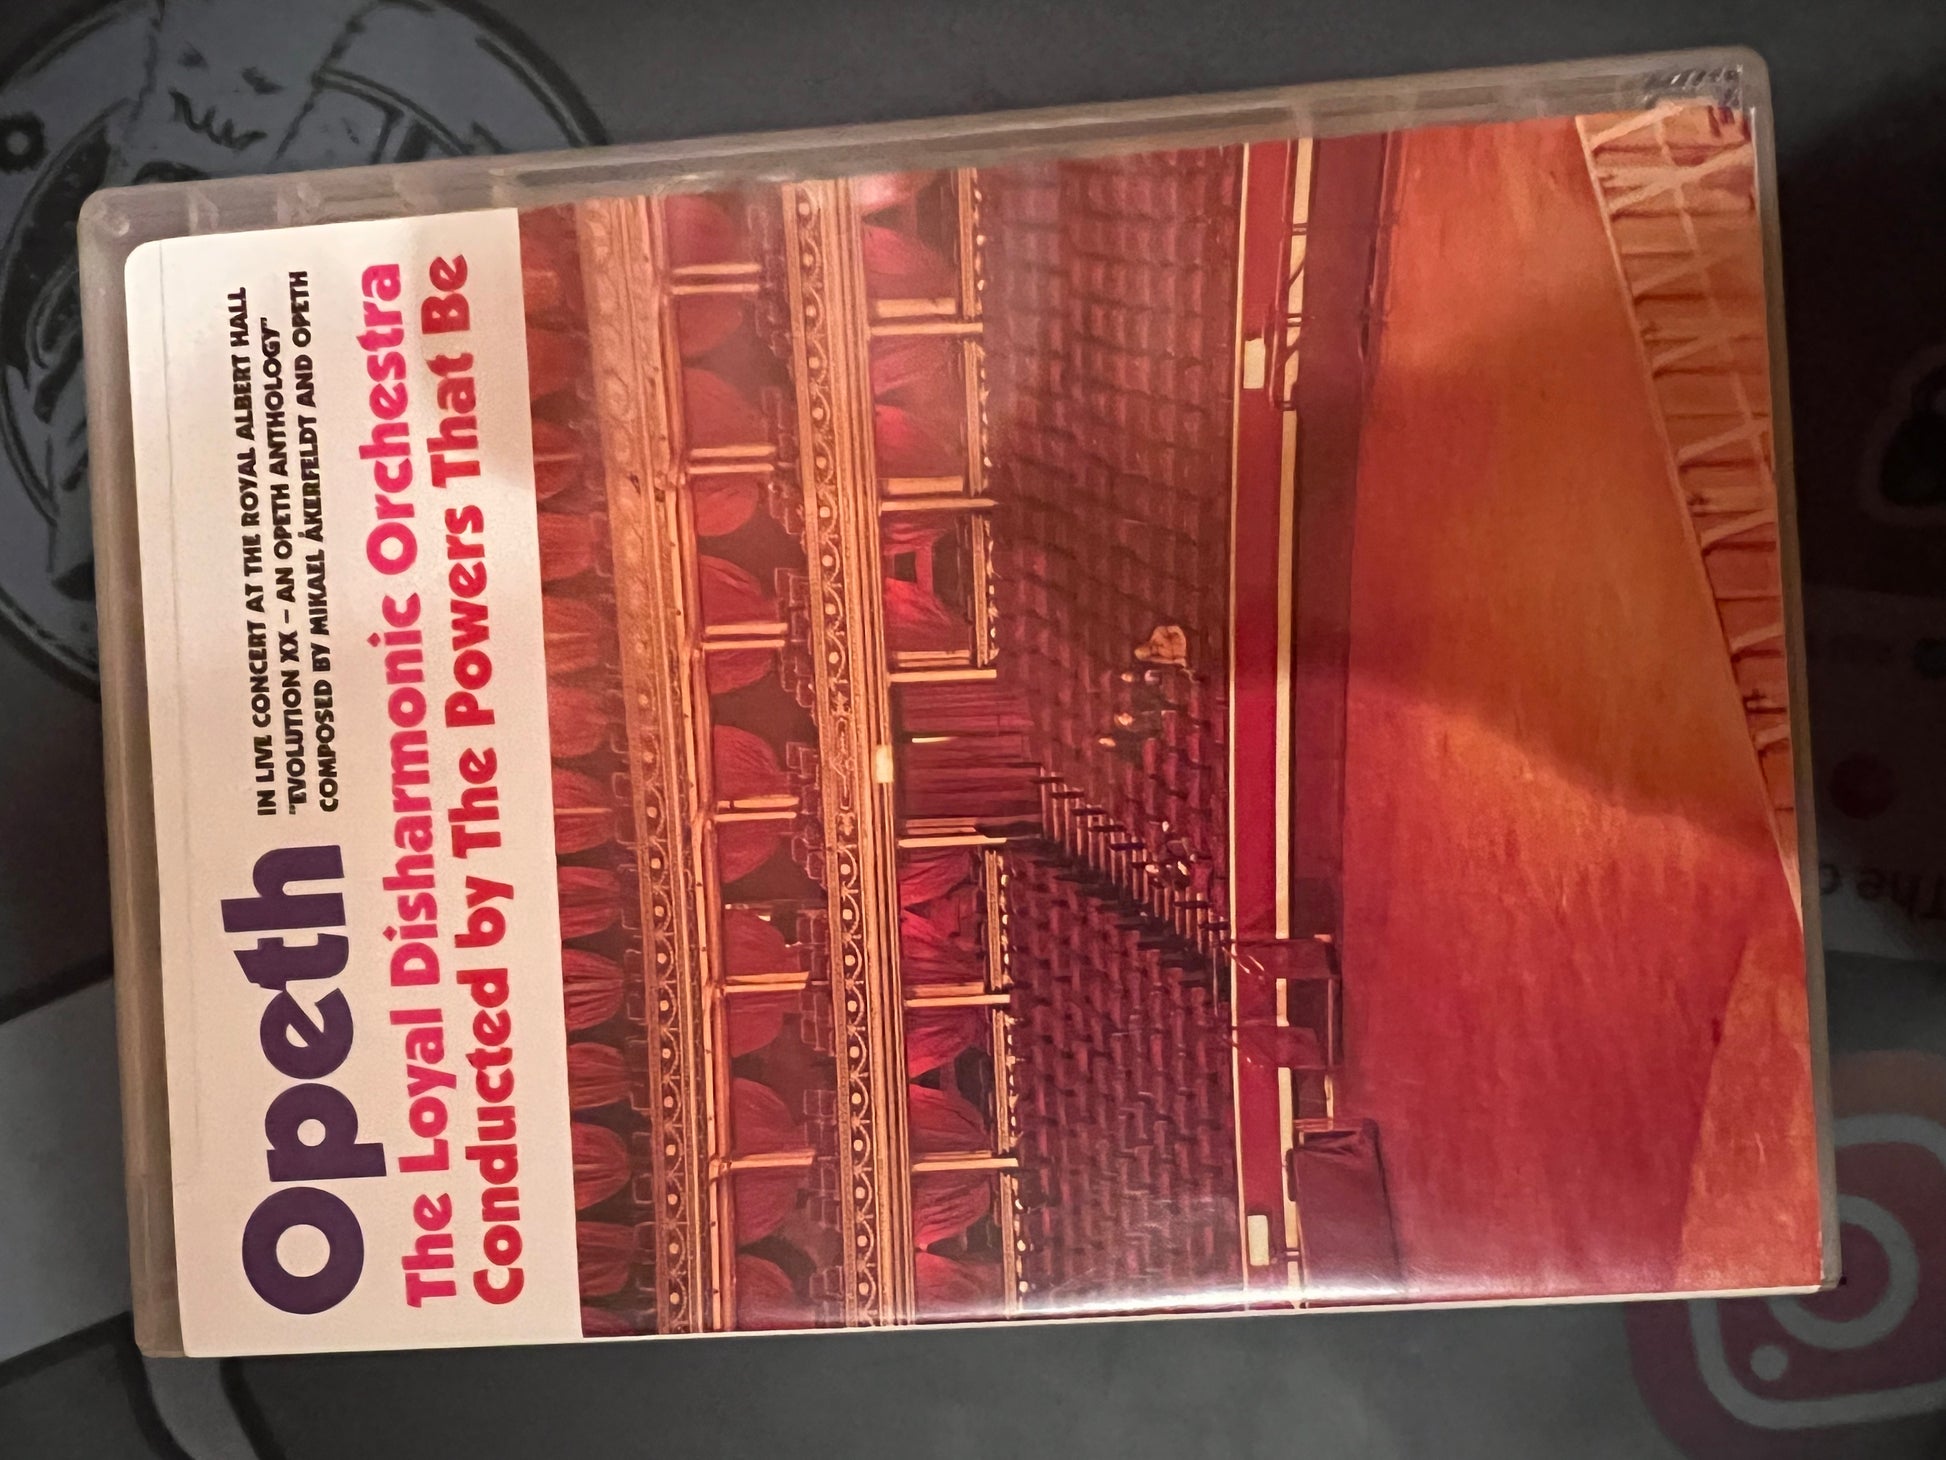 Opeth
IN LIVE CONCERT AT THE ROYAL ALBERT HALL
"EVOLUTION XX – AN OPETH ANTHOLOGY"
COMPOSED BY MIKAEL ÅKERFELDT AND OPETH
The Loyal Disharmonic Orchestra
Conducted by The Powers That Be
The c